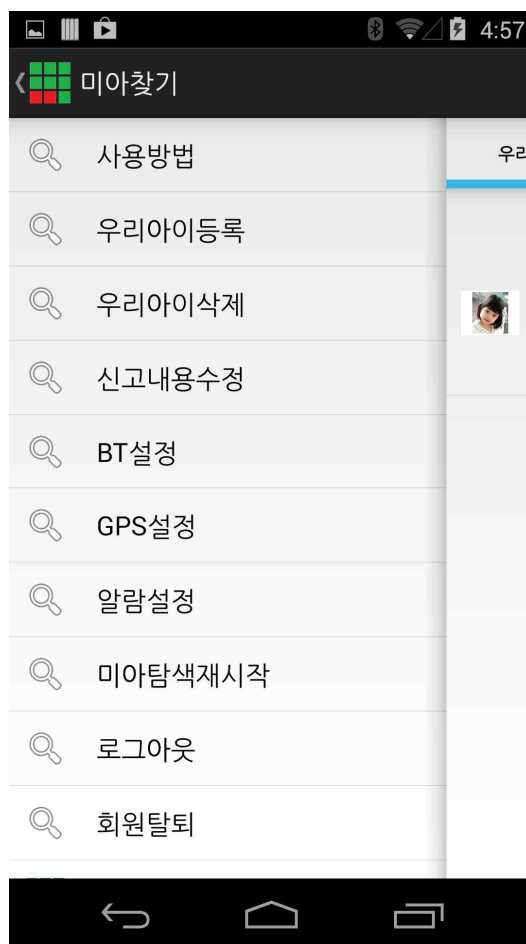 4:57
미아찾기
사용방법
우리
우리아이등록
우리아이삭제
신고내용수정
BT설정
GPS설정
알람설정
미아탐색재시작
로그아웃
회원탈퇴